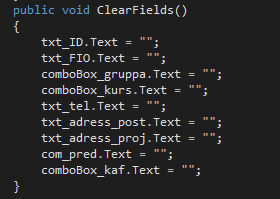 public void ClearFields()
{
txt_ID.Text = "";
txt_FIO.Text = "";
comboBox_gruppa.Text = "";
comboBox_kurs.Text = "";
txt_tel.Text = "";
txt_adress_post.Text = "";
txt_adress_proj.Text = "";
com_pred.Text = "";
comboBox_kaf.Text = "";
}